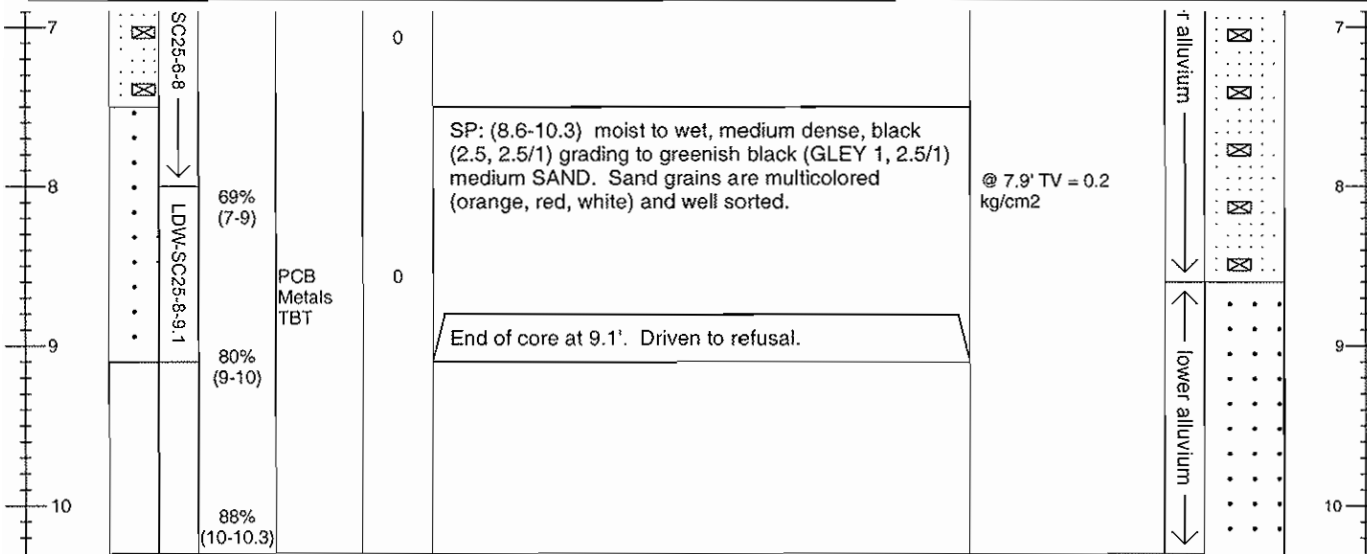 7
SC25-6-8
0
r alluvium
7
SP: (8.6-10.3) moist to wet, medium dense, black
(2.5, 2.5/1) grading to greenish black (GLEY 1, 2.5/1)
medium SAND. Sand grains are multicolored
(orange, red, white) and well sorted.
@ 7.9' TV = 0.2
kg/cm2
8
69%
(7-9)
8
LDW-SC25-8-9.1
PCB
Metals
TBT
0
End of core at 9.1'. Driven to refusal.
9
80%
(9-10)
lower alluvium
9
10
88%
(10-10.3)
10